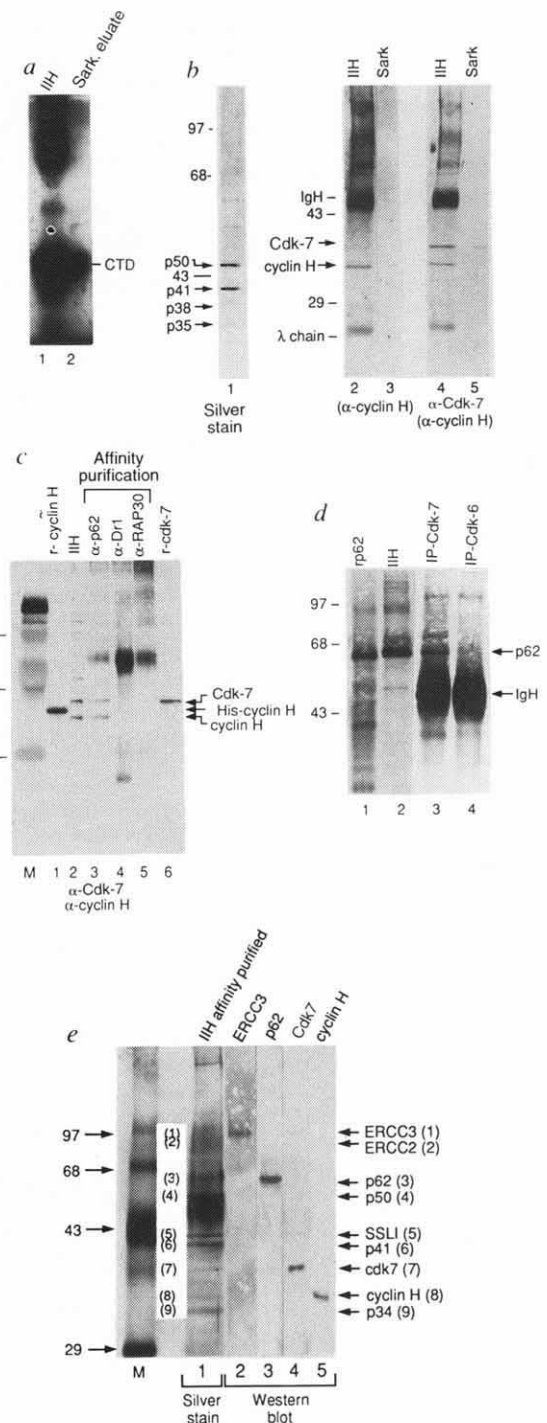 a
IIH
Sark. eluate
CTD
1 2
b
97
68
p50
43
p41
p38
p35
1
Silver
stain
IIH
Sark
IIH
Sark
IgH
43
Cdk-7
cyclin H
29
λ chain
2 3 4 5
(α-cyclin H) α-Cdk-7
(α-cyclin H)
c
Affinity
purification
r- cyclin H
IIH
α-p62
α-Dr1
α-RAP30
r-cdk-7
Cdk-7
His-cyclin H
cyclin H
M 1 2 3 4 5 6
α-Cdk-7
α-cyclin H
d
rp62
IIH
IP-Cdk-7
IP-Cdk-6
97
68
43
p62
IgH
1 2 3 4
e
IIH affinity purified
ERCC3
p62
Cdk7
cyclin H
97
68
43
29
(1)
(2)
(3)
(4)
(5)
(6)
(7)
(8)
(9)
ERCC3 (1)
ERCC2 (2)
p62 (3)
p50 (4)
SSLI (5)
p41 (6)
cdk7 (7)
cyclin H (8)
p34 (9)
M 1 2 3 4 5
Silver
stain
Western
blot